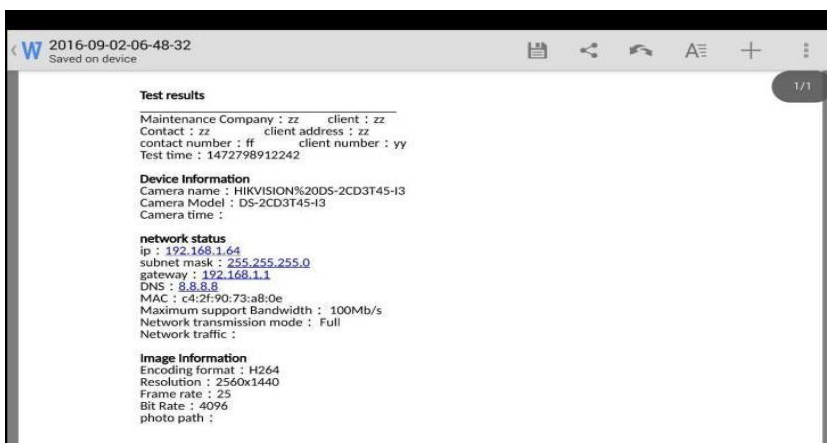 W 2016-09-02-06-48-32
Saved on device
A
1/1
Test results
Maintenance Company : zz client : zz
Contact : zz client address : zz
contact number : ff client number : yy
Test time : 1472798912242
Device Information
Camera name : HIKVISION%20DS-2CD3T45-I3
Camera Model : DS-2CD3T45-I3
Camera time :
network status
ip : 192.168.1.64
subnet mask : 255.255.255.0
gateway : 192.168.1.1
DNS : 8.8.8.8
MAC : c4:2f:90:73:a8:0e
Maximum support Bandwidth : 100Mb/s
Network transmission mode : Full
Network traffic :
Image Information
Encoding format : H264
Resolution : 2560x1440
Frame rate : 25
Bit Rate : 4096
photo path :